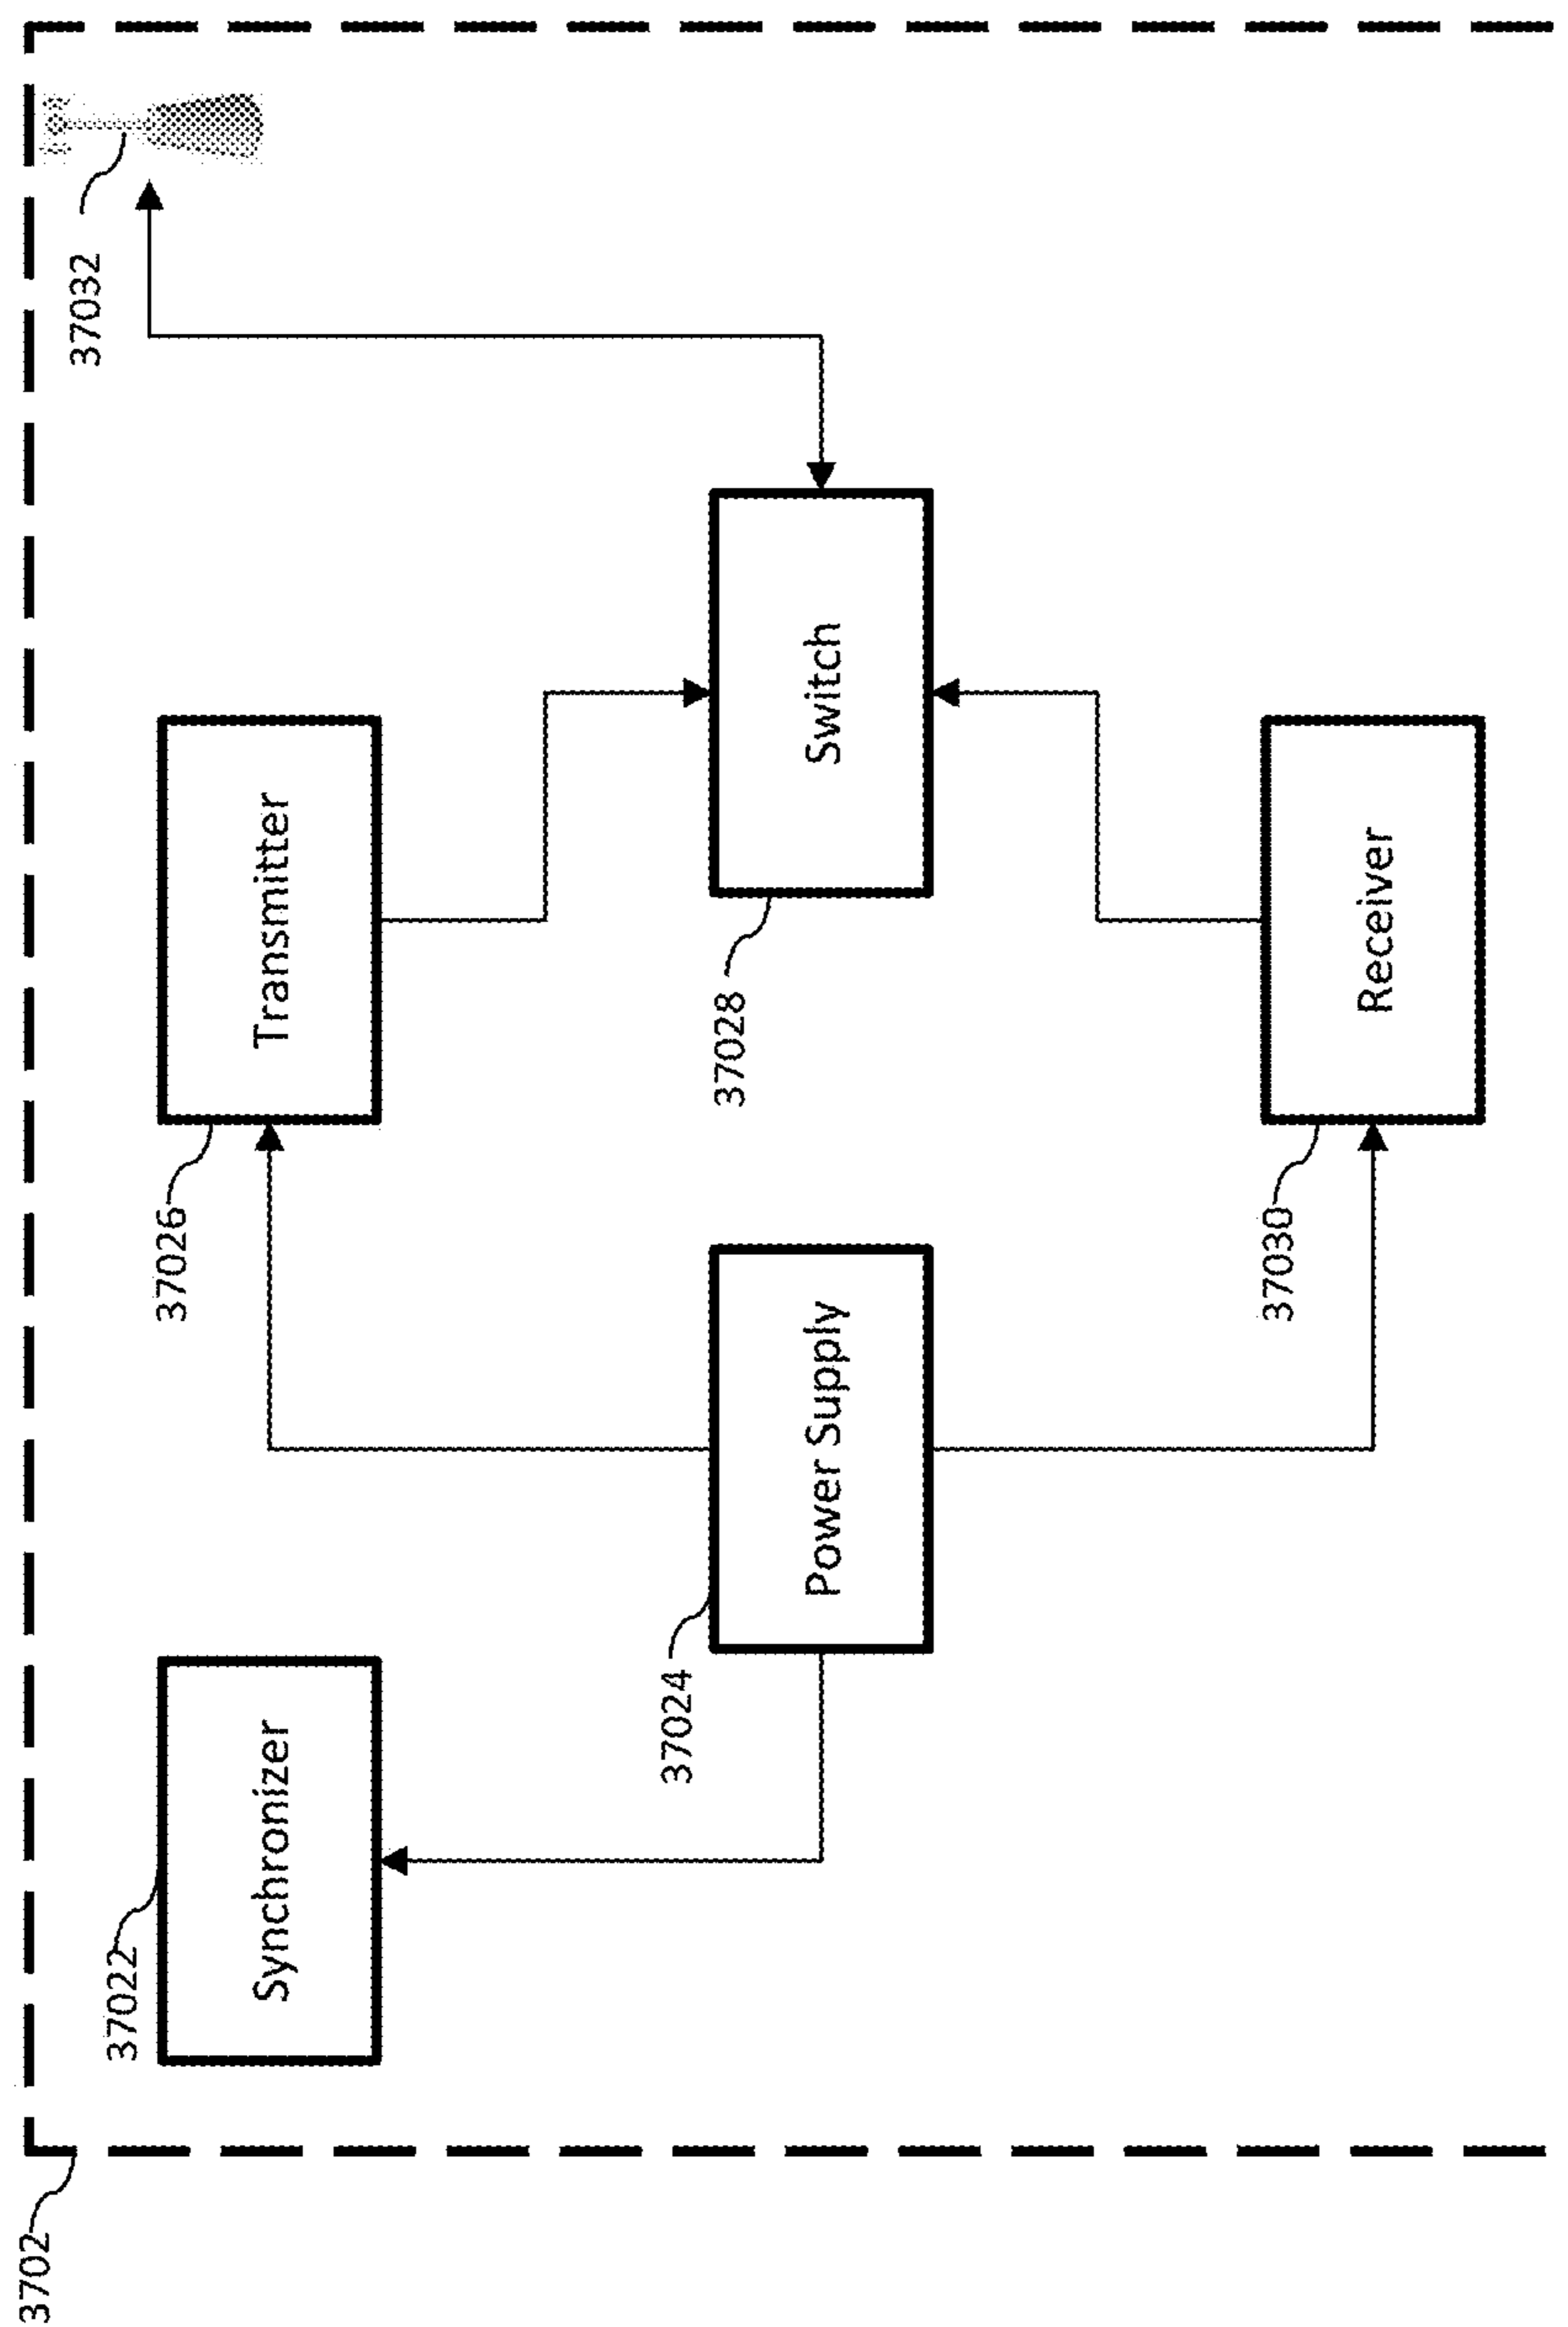 3702
37022
Synchronizer
37026
Transmitter
37032
37024
Power Supply
37028
Switch
37030
Receiver